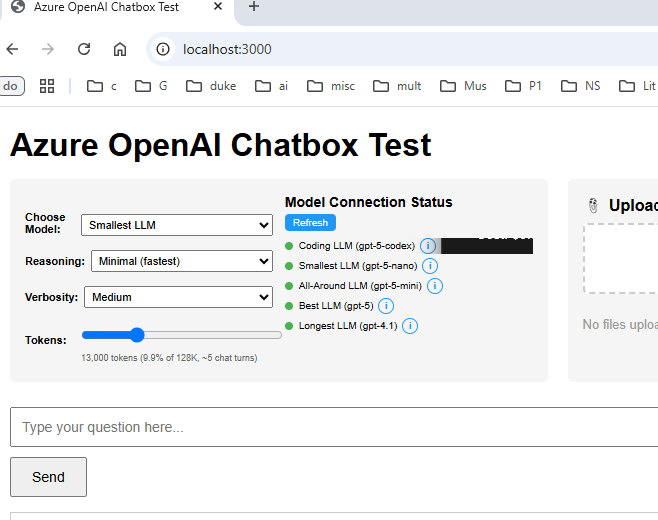 Azure OpenAI Chatbox Test
localhost:3000
do c G duke ai misc mult Mus P1 NS Lit
Azure OpenAI Chatbox Test
Choose Model: Smallest LLM
Reasoning: Minimal (fastest)
Verbosity: Medium
Tokens:
13,000 tokens (9.9% of 128K, ~5 chat turns)
Model Connection Status
Refresh
Coding LLM (gpt-5-codex) i
Smallest LLM (gpt-5-nano) i
All-Around LLM (gpt-5-mini) i
Best LLM (gpt-5) i
Longest LLM (gpt-4.1) i
Upload
No files uploa
Type your question here...
Send